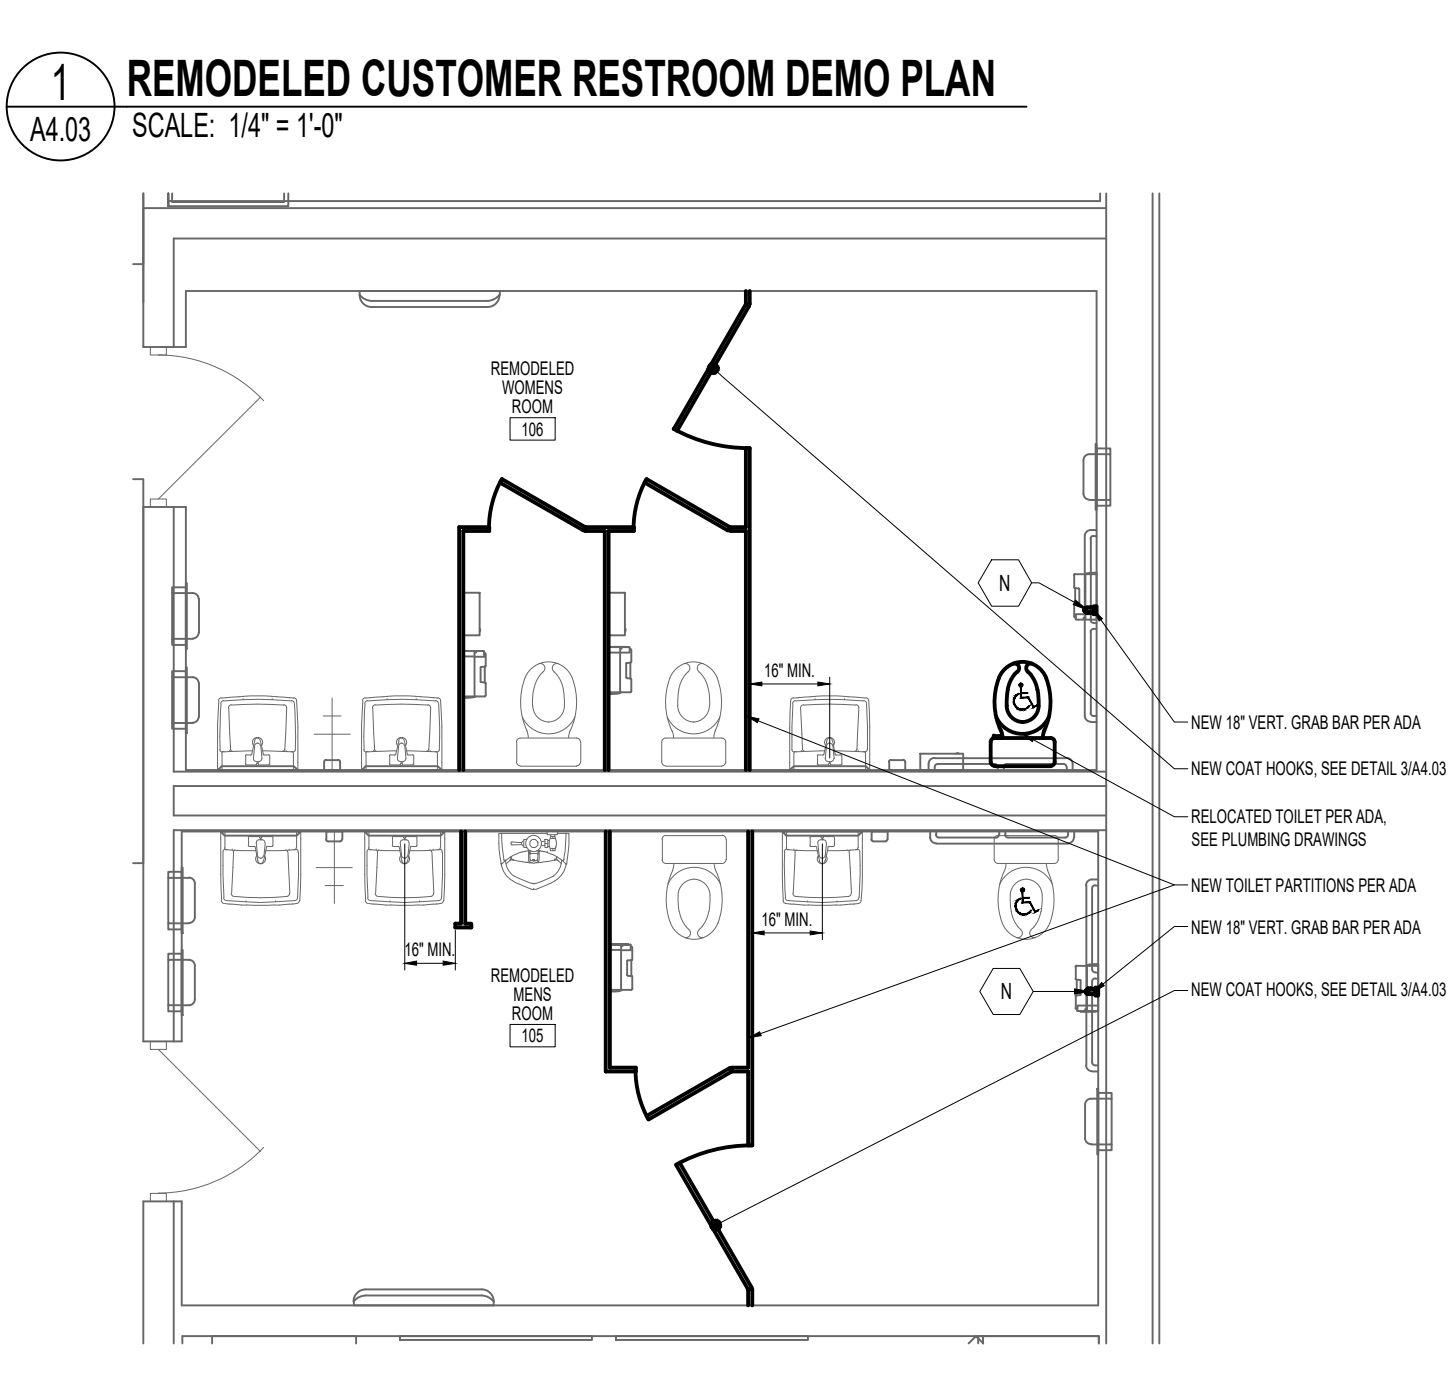 1
A4.03
REMODELED CUSTOMER RESTROOM DEMO PLAN
SCALE: 1/4" = 1'-0"
REMODELED
WOMENS
ROOM
106
N
16" MIN.
NEW 18" VERT. GRAB BAR PER ADA
NEW COAT HOOKS, SEE DETAIL 3/A4.03
RELOCATED TOILET PER ADA,
SEE PLUMBING DRAWINGS
NEW TOILET PARTITIONS PER ADA
16" MIN.
NEW 18" VERT. GRAB BAR PER ADA
16" MIN.
REMODELED
MENS
ROOM
105
N
NEW COAT HOOKS, SEE DETAIL 3/A4.03